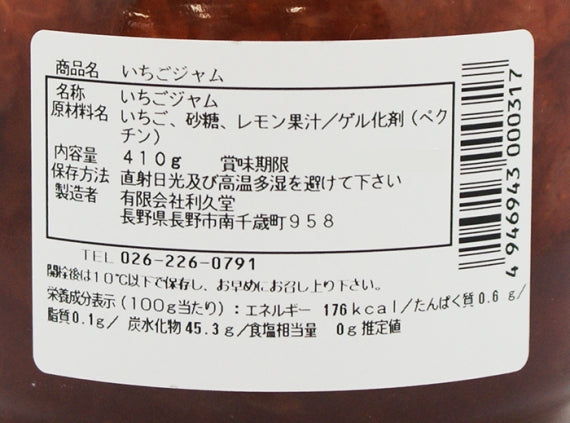 商品名 いちごジャム
名称 いちごジャム
原材料名 いちご、砂糖、レモン果汁／ゲル化剤（ペク
チン）
内容量 410g 賞味期限
保存方法 直射日光及び高温多湿を避けて下さい
製造者 有限会社利久堂
長野県長野市南千歳町958
TEL 026-226-0791
開栓後は10℃以下で保存し、お早めにお召し上り下さい。
栄養成分表示（100g当たり）：エネルギー 176kcal／たんぱく質0.6 g／
脂質0.1g／ 炭水化物45.3g／食塩相当量 0g推定値
4 946943 000317